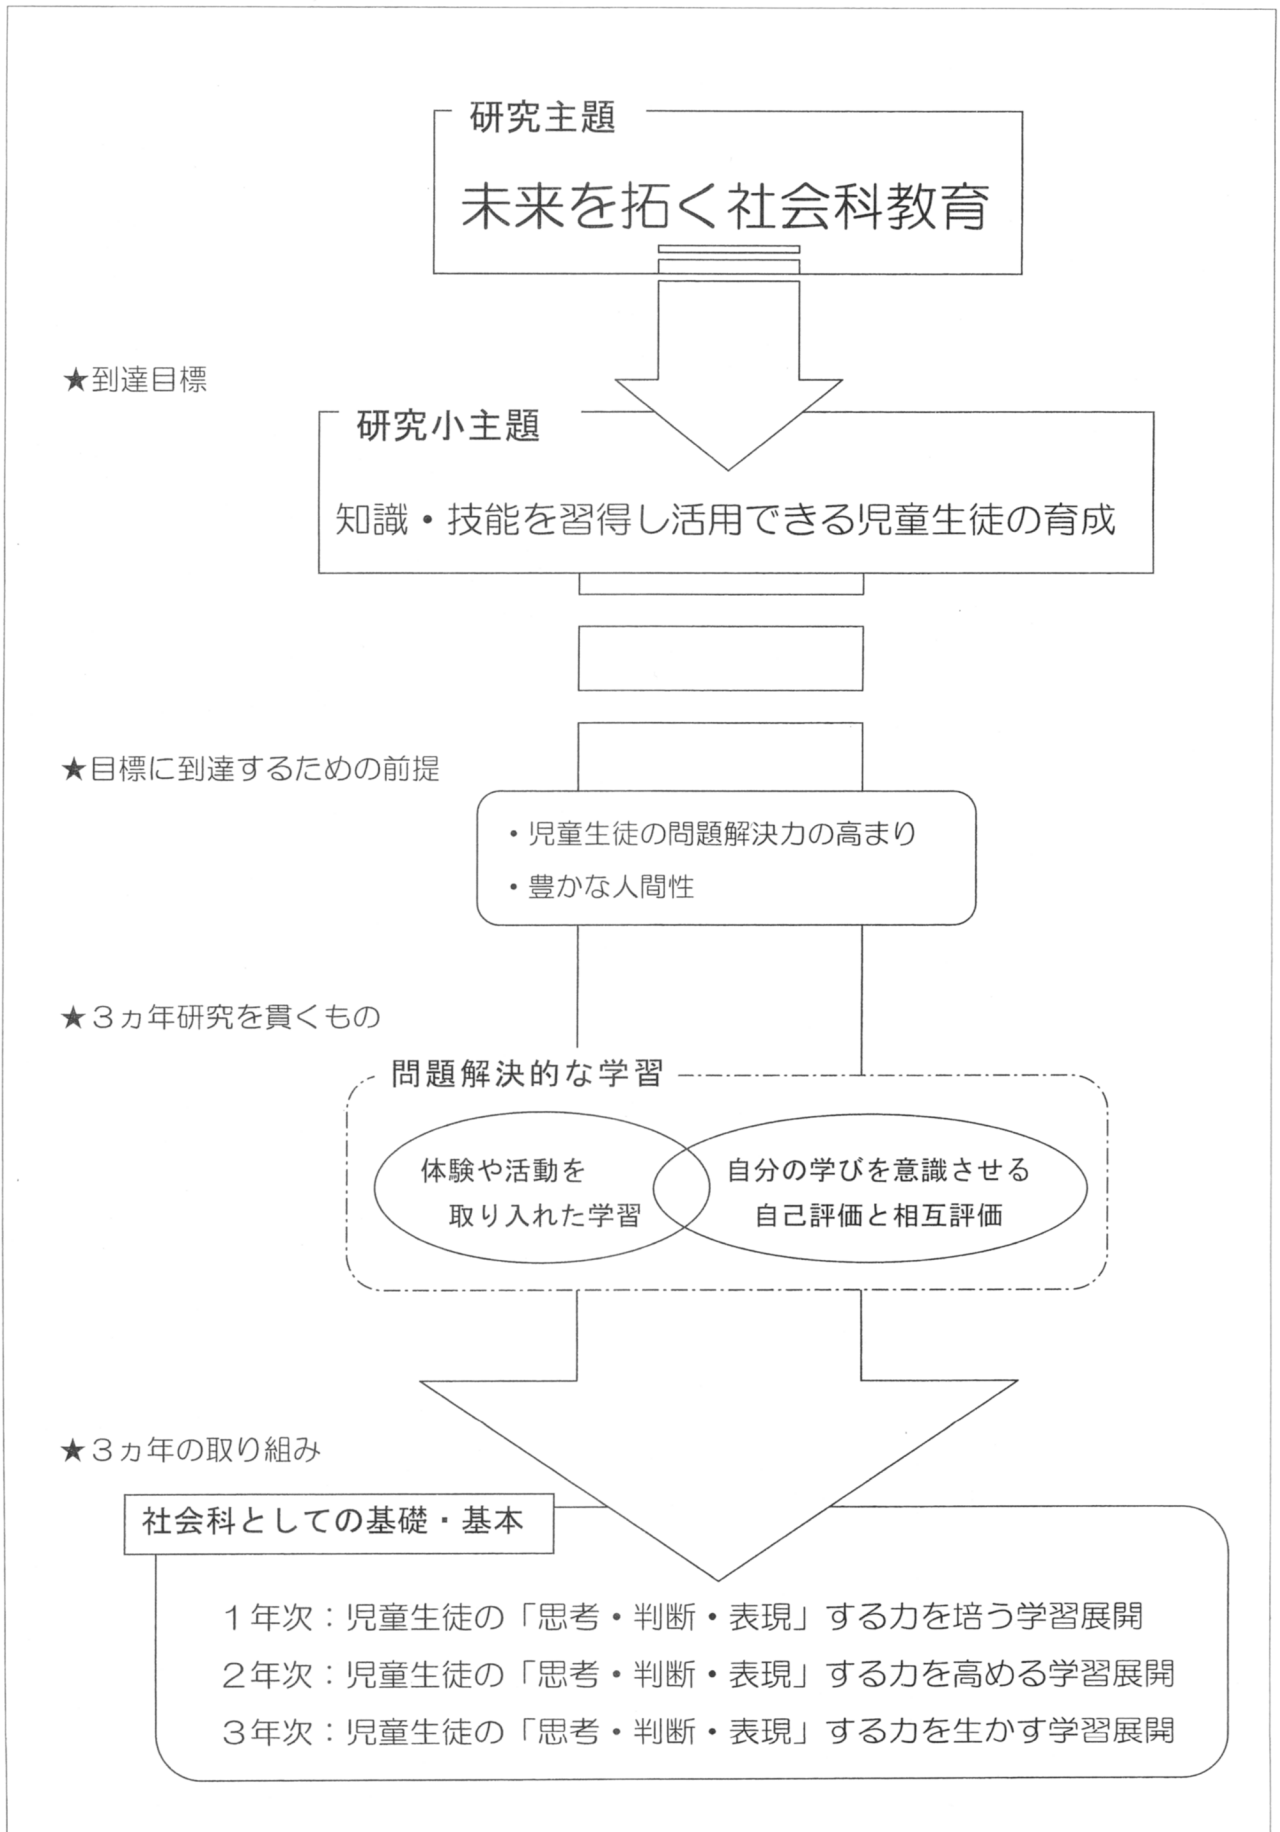 研究主題
未来を拓く社会科教育
★到達目標
研究小主題
知識・技能を習得し活用できる児童生徒の育成
★目標に到達するための前提
・児童生徒の問題解決力の高まり
・豊かな人間性
★３ヵ年研究を貫くもの
問題解決的な学習
体験や活動を
取り入れた学習
自分の学びを意識させる
自己評価と相互評価
★３ヵ年の取り組み
社会科としての基礎・基本
１年次：児童生徒の「思考・判断・表現」する力を培う学習展開
２年次：児童生徒の「思考・判断・表現」する力を高める学習展開
３年次：児童生徒の「思考・判断・表現」する力を生かす学習展開